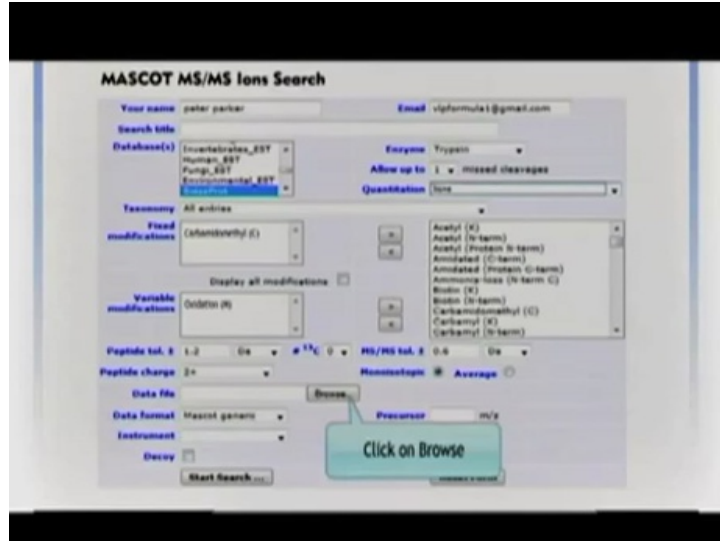 MASCOT MS/MS Ions Search
Your name peter parker Email vipformula1@gmail.com
Search title
Database(s) Invertebrates_EST
Human_EST
Fungi_EST
Environmental_EST
SwissProt
Enzyme Trypsin
Allow up to 1 missed cleavages
Quantitation None
Taxonomy All entries
Fixed modifications Carbamidomethyl (C)
Display all modifications
Variable modifications Oxidation (M)
> <
> <
Acetyl (K)
Acetyl (N-term)
Acetyl (Protein N-term)
Amidated (C-term)
Amidated (Protein C-term)
Ammonia-loss (N-term C)
Biotin (K)
Biotin (N-term)
Carbamidomethyl (C)
Carbamyl (K)
Carbamyl (N-term)
Peptide tol. ± 1.2 Da # 13C 0 MS/MS tol. ± 0.6 Da
Peptide charge 2+ Monoisotopic Average
Data file Browse...
Data format Mascot generic Precursor m/z
Instrument
Click on Browse
Decoy
Start Search ...